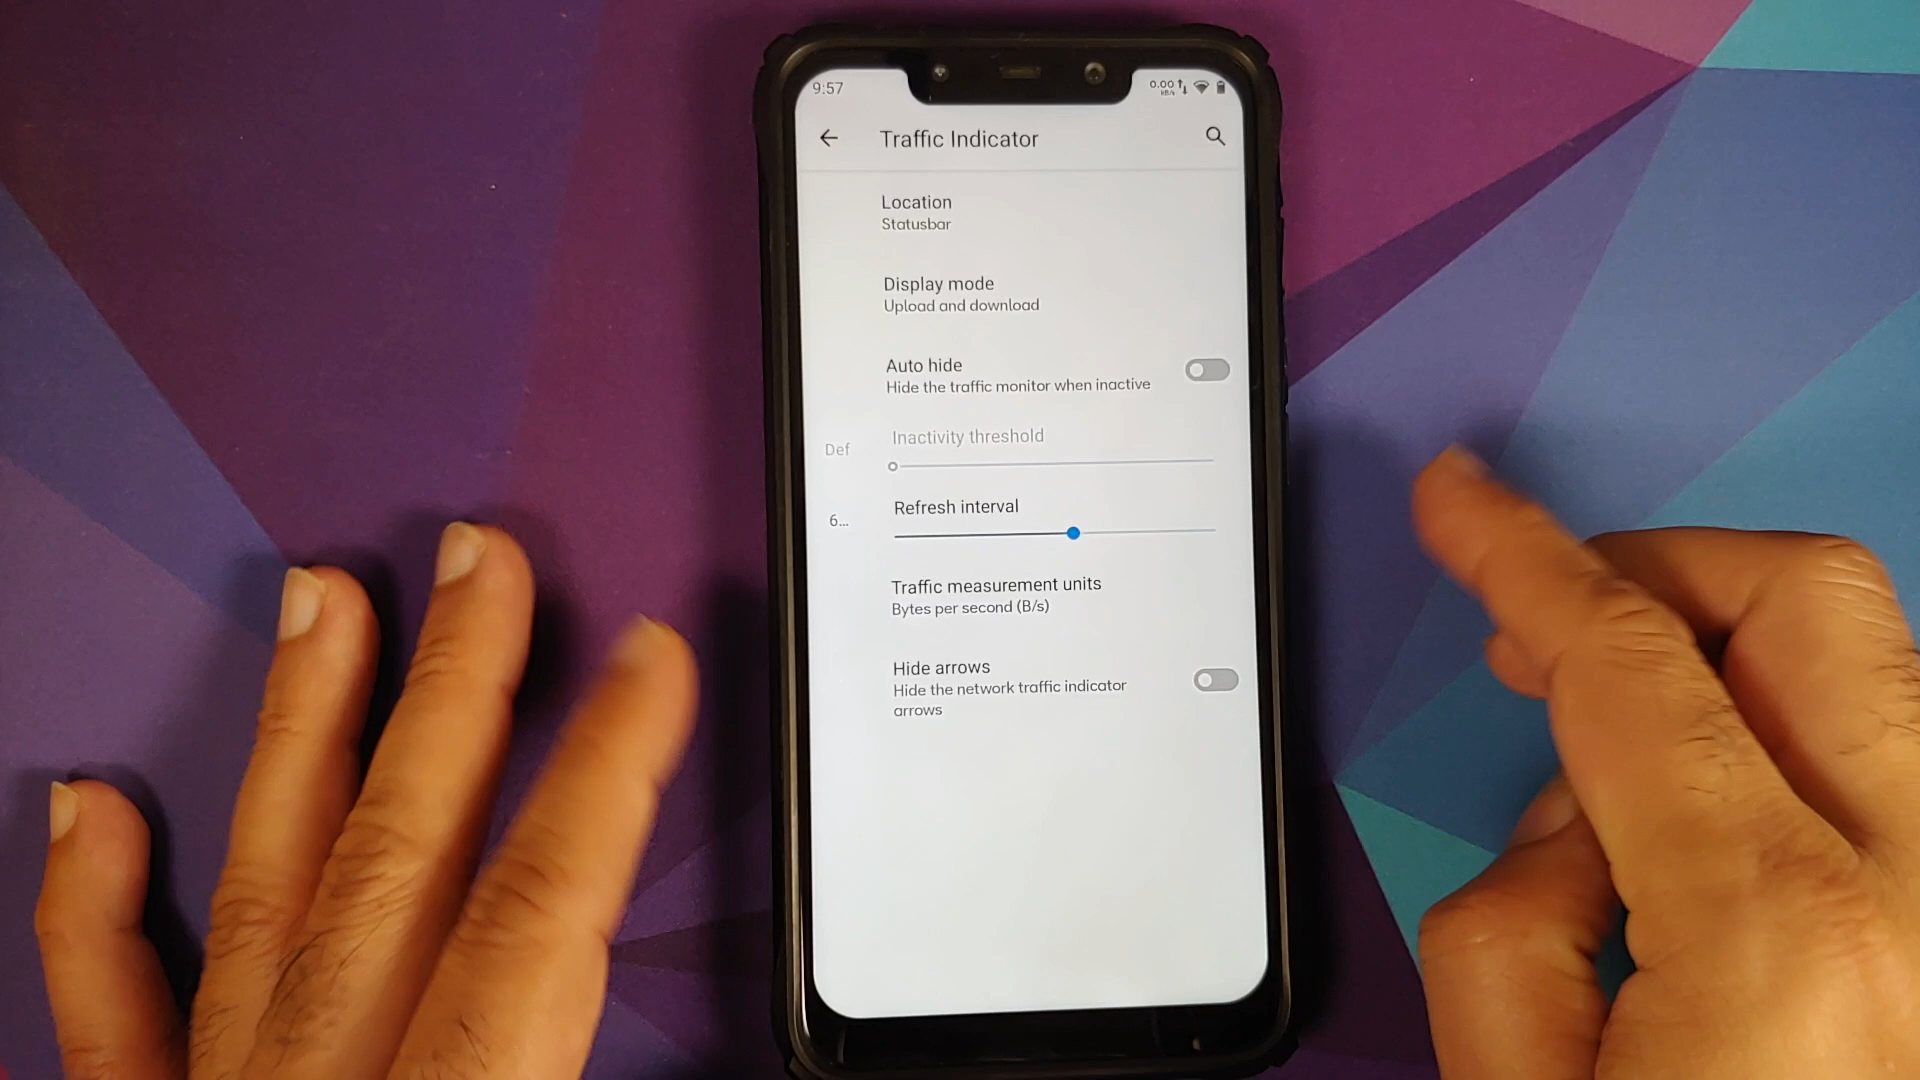 9:57
0.00
kB/s
Traffic Indicator
Location
Statusbar
Display mode
Upload and download
Auto hide
Hide the traffic monitor when inactive
Def
Inactivity threshold
6...
Refresh interval
Traffic measurement units
Bytes per second (B/s)
Hide arrows
Hide the network traffic indicator
arrows